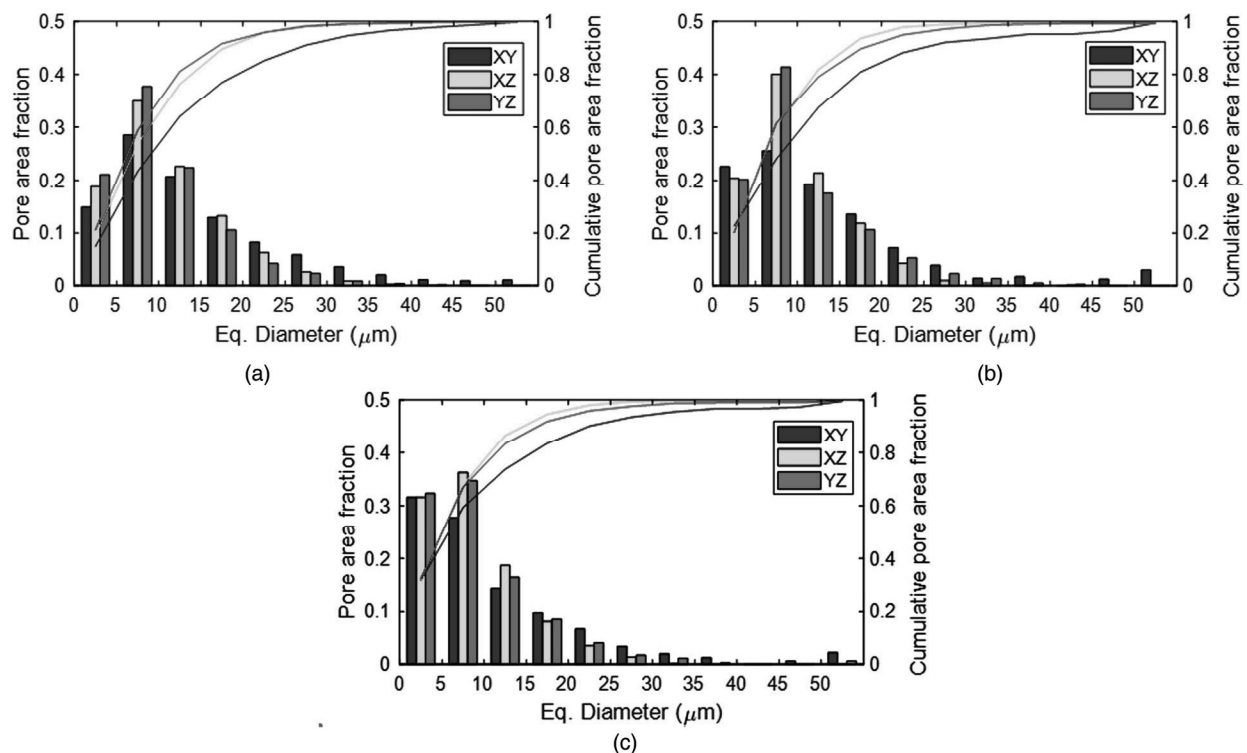 0.5
0.4
0.3
0.2
0.1
0
Pore area fraction
1
0.8
0.6
0.4
0.2
0
Cumulative pore area fraction
XY
XZ
YZ
0 5 10 15 20 25 30 35 40 45 50
Eq. Diameter (μm)
(a)
0.5
0.4
0.3
0.2
0.1
0
Pore area fraction
1
0.8
0.6
0.4
0.2
0
Cumulative pore area fraction
XY
XZ
YZ
0 5 10 15 20 25 30 35 40 45 50
Eq. Diameter (μm)
(b)
0.5
0.4
0.3
0.2
0.1
0
Pore area fraction
1
0.8
0.6
0.4
0.2
0
Cumulative pore area fraction
XY
XZ
YZ
0 5 10 15 20 25 30 35 40 45 50
Eq. Diameter (μm)
(c)